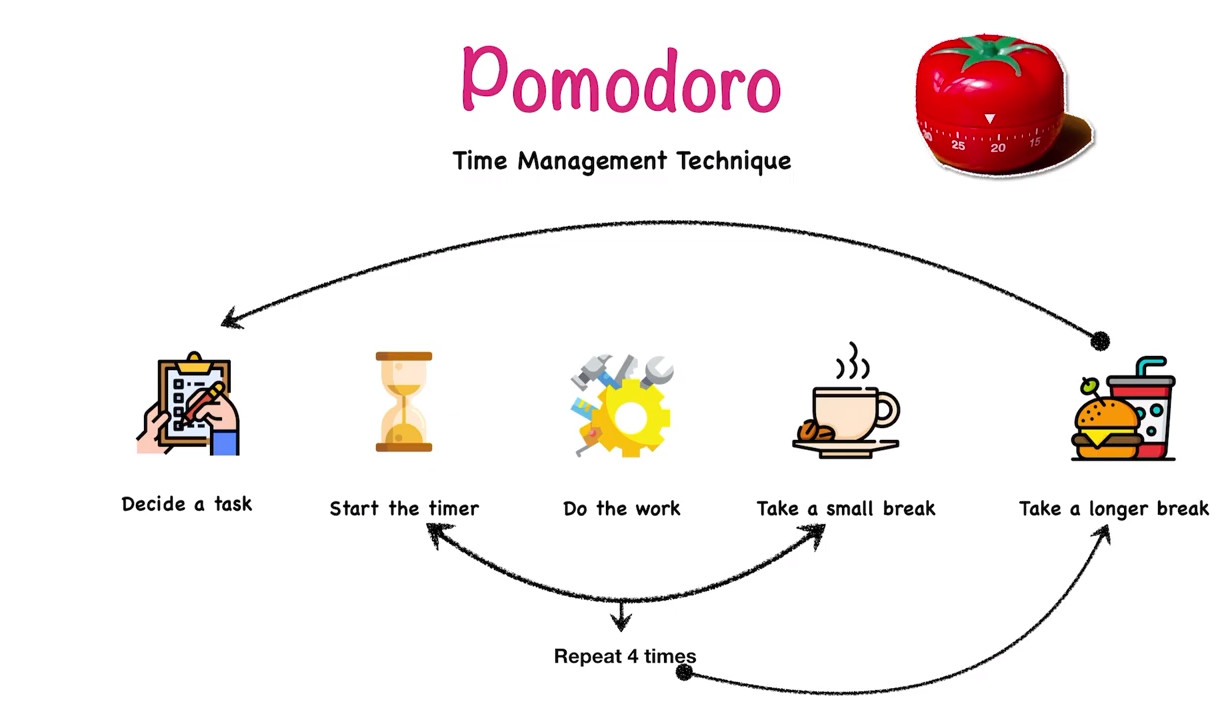 Pomodoro
Time Management Technique
30 25 20 15
Decide a task
Start the timer
Do the work
Take a small break
Take a longer break
Repeat 4 times